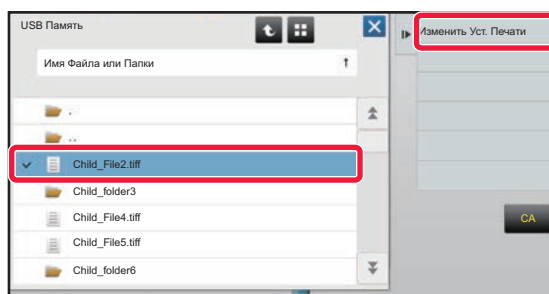 USB Память
Изменить Уст. Печати
Имя Файла или Папки
.
..
Child_File2.tiff
Child_folder3
Child_File4.tiff
CA
Child_File5.tiff
Child_folder6